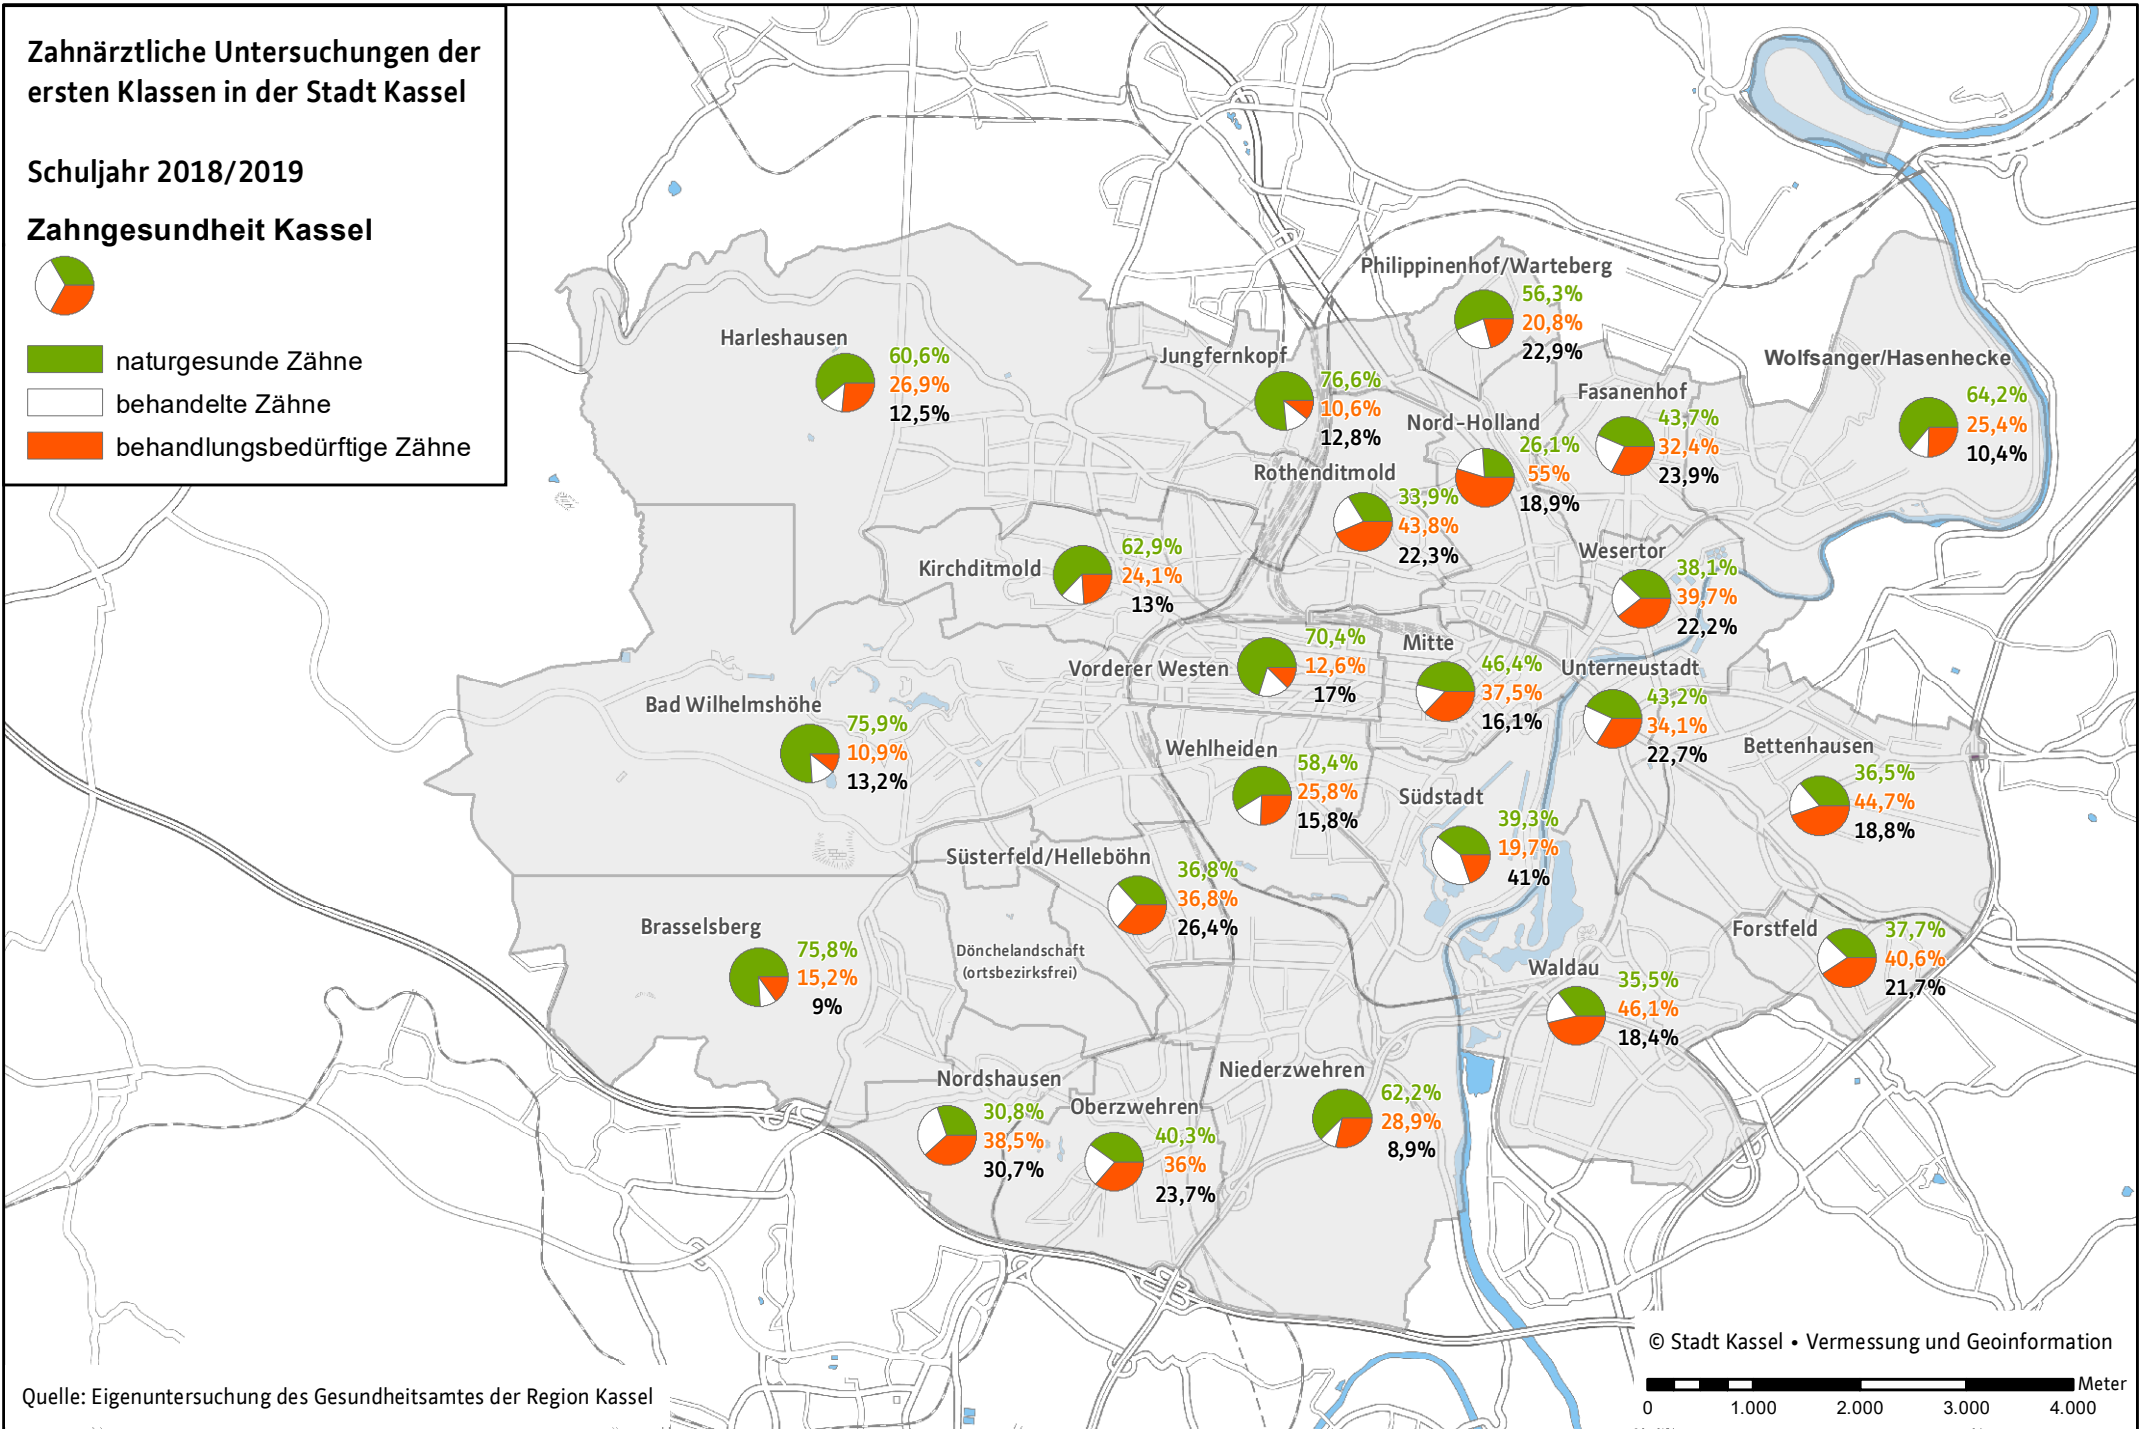 Zahnärztliche Untersuchungen der
ersten Klassen in der Stadt Kassel
Schuljahr 2018/2019
Zahngesundheit Kassel
naturgesunde Zähne
behandelte Zähne
behandlungsbedürftige Zähne
Philippinenhof/Warteberg
56,3%
20,8%
22,9%
Harleshausen
60,6%
26,9%
12,5%
Jungfernkopf
76,6%
10,6%
12,8%
Wolfsanger/Hasenhecke
64,2%
25,4%
10,4%
Fasanenhof
43,7%
32,4%
23,9%
Nord-Holland
26,1%
55%
18,9%
Rothenditmold
33,9%
43,8%
22,3%
Kirchditmold
62,9%
24,1%
13%
Wesertor
38,1%
39,7%
22,2%
Vorderer Westen
70,4%
12,6%
17%
Mitte
46,4%
37,5%
16,1%
Unterneustadt
43,2%
34,1%
22,7%
Bad Wilhelmshöhe
75,9%
10,9%
13,2%
Wehlheiden
58,4%
25,8%
15,8%
Bettenhausen
36,5%
44,7%
18,8%
Südstadt
39,3%
19,7%
41%
Süsterfeld/Helleböhn
36,8%
36,8%
26,4%
Brasselsberg
75,8%
15,2%
9%
Dönchelandschaft
(ortsbezirksfrei)
Forstfeld
37,7%
40,6%
21,7%
Waldau
35,5%
46,1%
18,4%
Nordshausen
30,8%
38,5%
30,7%
Oberzwehren
40,3%
36%
23,7%
Niederzwehren
62,2%
28,9%
8,9%
© Stadt Kassel • Vermessung und Geoinformation
Meter
0 1.000 2.000 3.000 4.000
Quelle: Eigenuntersuchung des Gesundheitsamtes der Region Kassel